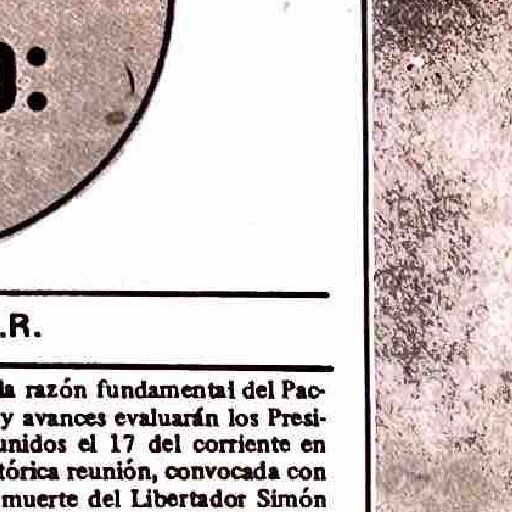 :
.R.
la razón fundamental del Pac-
y avances evaluarán los Presi-
unidos el 17 del corriente en
tórica reunión, convocada con
muerte del Libertador Simón